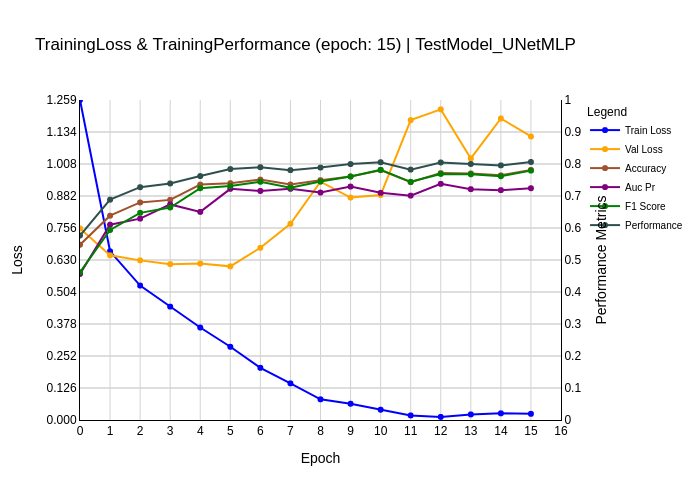 TrainingLoss & TrainingPerformance (epoch: 15) | TestModel_UNetMLP
Legend
Train Loss
Val Loss
Accuracy
Auc Pr
F1 Score
Performance
Loss
1.259
1.134
1.008
0.882
0.756
0.630
0.504
0.378
0.252
0.126
0.000
1
0.9
0.8
0.7
0.6
0.5
0.4
0.3
0.2
0.1
0
Performance Metrics
0 1 2 3 4 5 6 7 8 9 10 11 12 13 14 15 16
Epoch